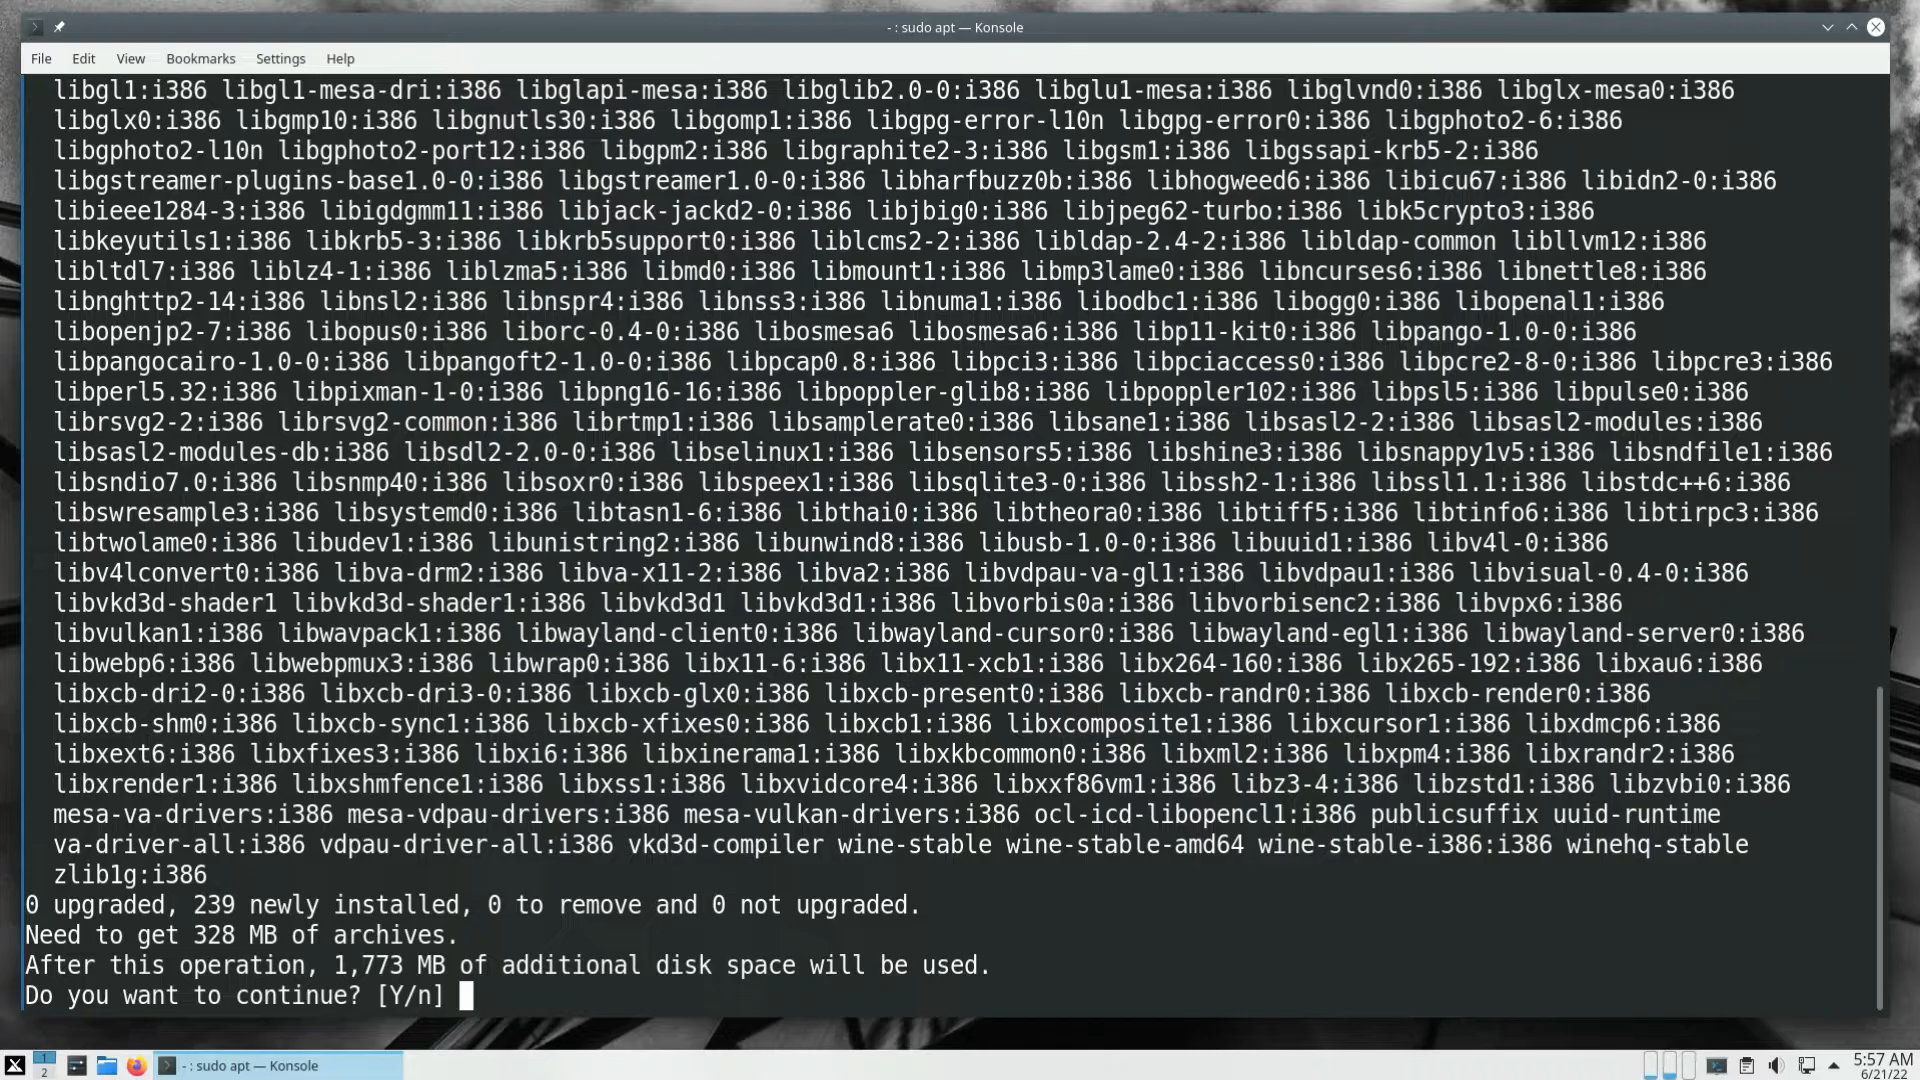 - : sudo apt — Konsole
File Edit View Bookmarks Settings Help
libgl1:i386 libgl1-mesa-dri:i386 libglapi-mesa:i386 libglib2.0-0:i386 libglu1-mesa:i386 libglvnd0:i386 libglx-mesa0:i386
libglx0:i386 libgmp10:i386 libgnutls30:i386 libgomp1:i386 libgpg-error-l10n libgpg-error0:i386 libgphoto2-6:i386
libgphoto2-l10n libgphoto2-port12:i386 libgpm2:i386 libgraphite2-3:i386 libgsm1:i386 libgssapi-krb5-2:i386
libgstreamer-plugins-base1.0-0:i386 libgstreamer1.0-0:i386 libharfbuzz0b:i386 libhogweed6:i386 libicu67:i386 libidn2-0:i386
libieee1284-3:i386 libigdgmm11:i386 libjack-jackd2-0:i386 libjbig0:i386 libjpeg62-turbo:i386 libk5crypto3:i386
libkeyutils1:i386 libkrb5-3:i386 libkrb5support0:i386 liblcms2-2:i386 libldap-2.4-2:i386 libldap-common libllvm12:i386
libltdl7:i386 liblz4-1:i386 liblzma5:i386 libmd0:i386 libmount1:i386 libmp3lame0:i386 libncurses6:i386 libnettle8:i386
libnghttp2-14:i386 libnsl2:i386 libnspr4:i386 libnss3:i386 libnuma1:i386 libodbc1:i386 libogg0:i386 libopenal1:i386
libopenjp2-7:i386 libopus0:i386 liborc-0.4-0:i386 libosmesa6 libosmesa6:i386 libp11-kit0:i386 libpango-1.0-0:i386
libpangocairo-1.0-0:i386 libpangoft2-1.0-0:i386 libpcap0.8:i386 libpci3:i386 libpciaccess0:i386 libpcre2-8-0:i386 libpcre3:i386
libperl5.32:i386 libpixman-1-0:i386 libpng16-16:i386 libpoppler-glib8:i386 libpoppler102:i386 libpsl5:i386 libpulse0:i386
librsvg2-2:i386 librsvg2-common:i386 librtmp1:i386 libsamplerate0:i386 libsane1:i386 libsasl2-2:i386 libsasl2-modules:i386
libsasl2-modules-db:i386 libsdl2-2.0-0:i386 libselinux1:i386 libsensors5:i386 libshine3:i386 libsnappy1v5:i386 libsndfile1:i386
libsndio7.0:i386 libsnmp40:i386 libsoxr0:i386 libspeex1:i386 libsqlite3-0:i386 libssh2-1:i386 libssl1.1:i386 libstdc++6:i386
libswresample3:i386 libsystemd0:i386 libtasn1-6:i386 libthai0:i386 libtheora0:i386 libtiff5:i386 libtinfo6:i386 libtirpc3:i386
libtwolame0:i386 libudev1:i386 libunistring2:i386 libunwind8:i386 libusb-1.0-0:i386 libuuid1:i386 libv4l-0:i386
libv4lconvert0:i386 libva-drm2:i386 libva-x11-2:i386 libva2:i386 libvdpau-va-gl1:i386 libvdpau1:i386 libvisual-0.4-0:i386
libvkd3d-shader1 libvkd3d-shader1:i386 libvkd3d1 libvkd3d1:i386 libvorbis0a:i386 libvorbisenc2:i386 libvpx6:i386
libvulkan1:i386 libwavpack1:i386 libwayland-client0:i386 libwayland-cursor0:i386 libwayland-egl1:i386 libwayland-server0:i386
libwebp6:i386 libwebpmux3:i386 libwrap0:i386 libx11-6:i386 libx11-xcb1:i386 libx264-160:i386 libx265-192:i386 libxau6:i386
libxcb-dri2-0:i386 libxcb-dri3-0:i386 libxcb-glx0:i386 libxcb-present0:i386 libxcb-randr0:i386 libxcb-render0:i386
libxcb-shm0:i386 libxcb-sync1:i386 libxcb-xfixes0:i386 libxcb1:i386 libxcomposite1:i386 libxcursor1:i386 libxdmcp6:i386
libxext6:i386 libxfixes3:i386 libxi6:i386 libxinerama1:i386 libxkbcommon0:i386 libxml2:i386 libxpm4:i386 libxrandr2:i386
libxrender1:i386 libxshmfence1:i386 libxss1:i386 libxvidcore4:i386 libxxf86vm1:i386 libz3-4:i386 libzstd1:i386 libzvbi0:i386
mesa-va-drivers:i386 mesa-vdpau-drivers:i386 mesa-vulkan-drivers:i386 ocl-icd-libopencl1:i386 publicsuffix uuid-runtime
va-driver-all:i386 vdpau-driver-all:i386 vkd3d-compiler wine-stable wine-stable-amd64 wine-stable-i386:i386 winehq-stable
zlib1g:i386
0 upgraded, 239 newly installed, 0 to remove and 0 not upgraded.
Need to get 328 MB of archives.
After this operation, 1,773 MB of additional disk space will be used.
Do you want to continue? [Y/n]
1
2
- : sudo apt — Konsole
5:57 AM
6/21/22